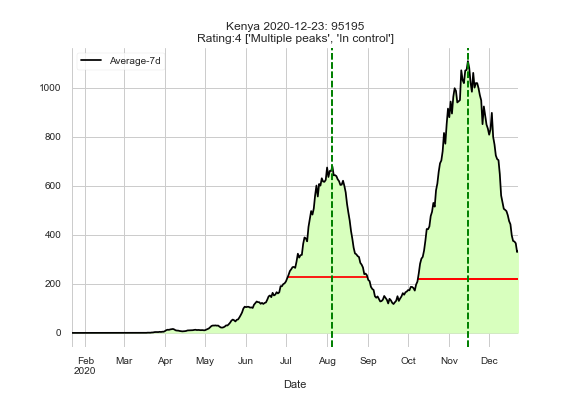 Kenya 2020-12-23: 95195
Rating:4 ['Multiple peaks', 'In control']
Average-7d
1000
800
600
400
200
0
Feb Mar Apr May Jun Jul Aug Sep Oct Nov Dec
2020
Date